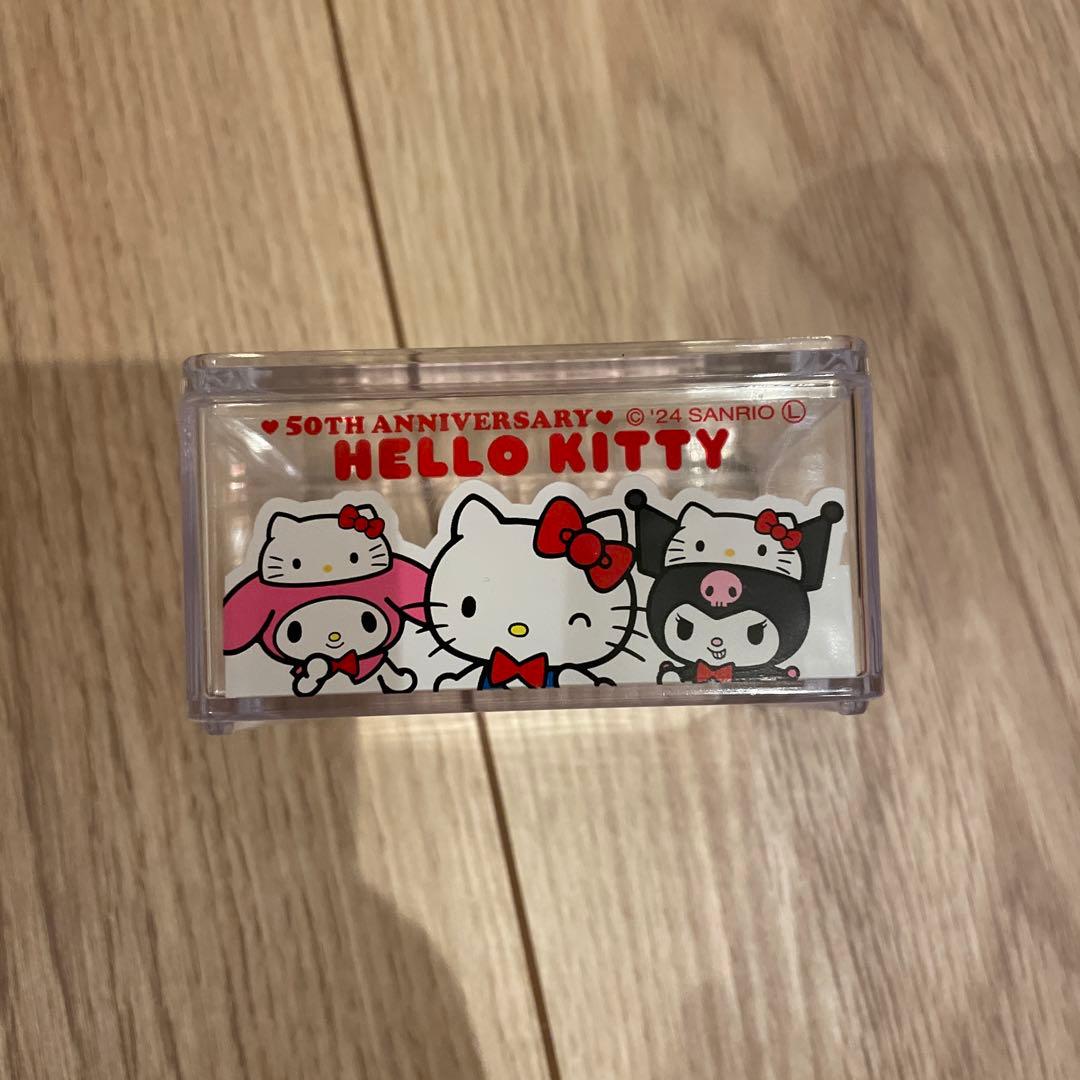 ♥50TH ANNIVERSARY♥ © '24 SANRIO Ⓛ
HELLO KITTY